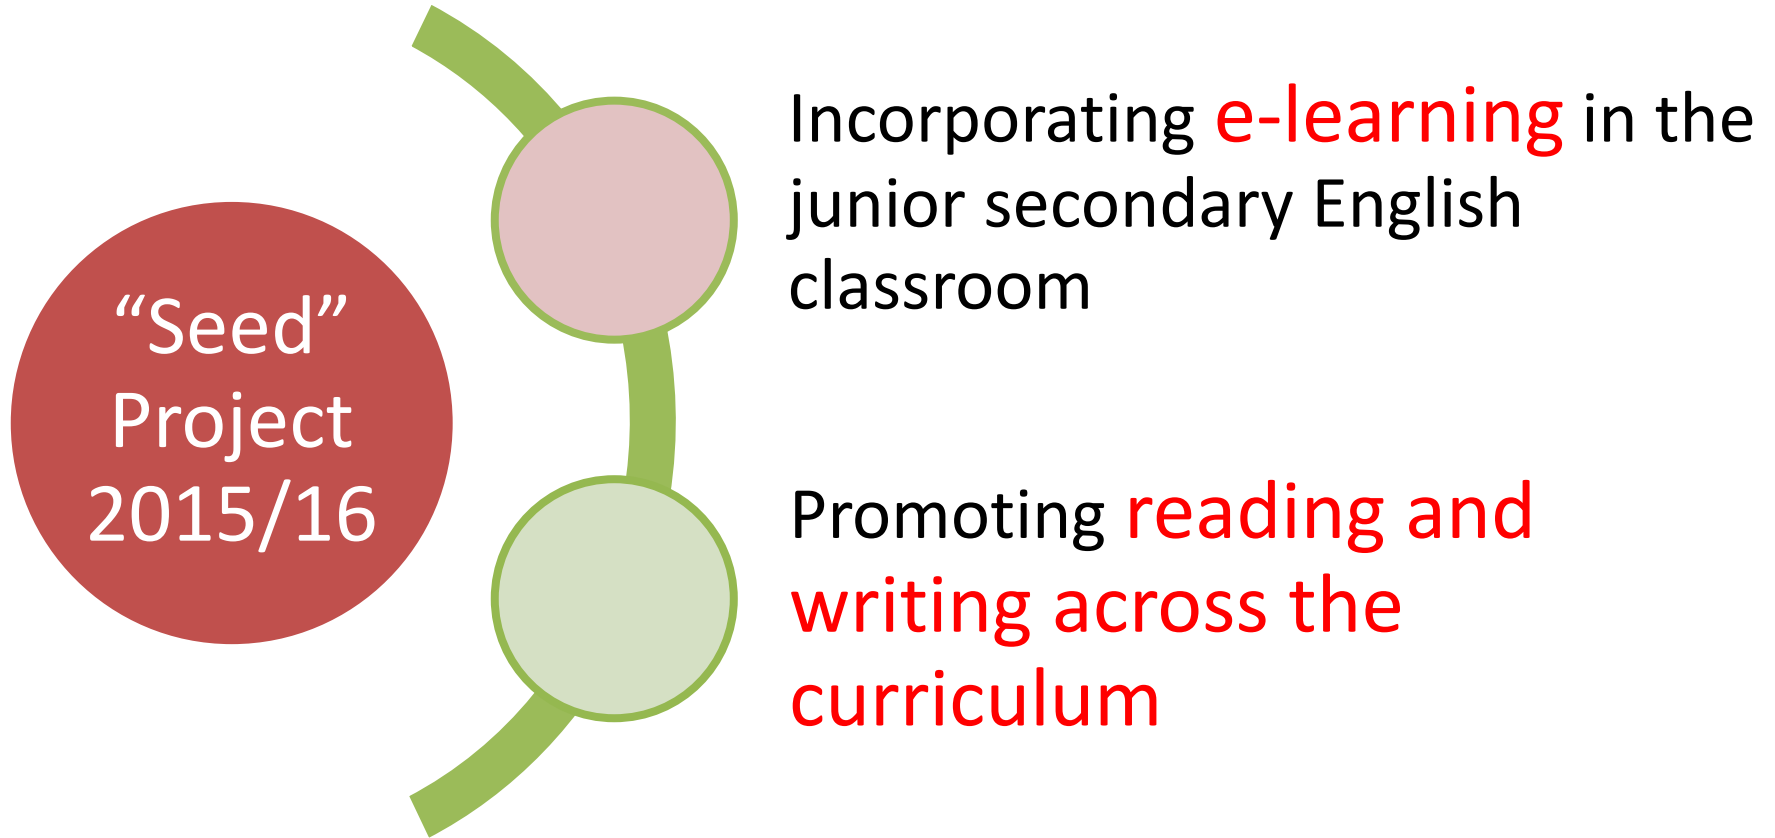 “Seed”
Project
2015/16
Incorporating e-learning in the
junior secondary English
classroom
Promoting reading and
writing across the
curriculum